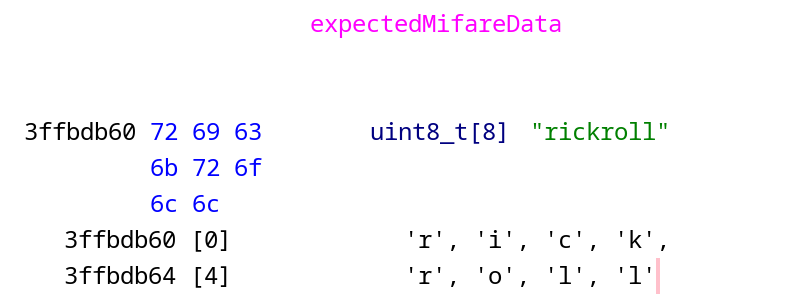 expectedMifareData
3ffbdb60 72 69 63 uint8_t[8] "rickroll"
6b 72 6f
6c 6c
3ffbdb60 [0] 'r', 'i', 'c', 'k',
3ffbdb64 [4] 'r', 'o', 'l', 'l'